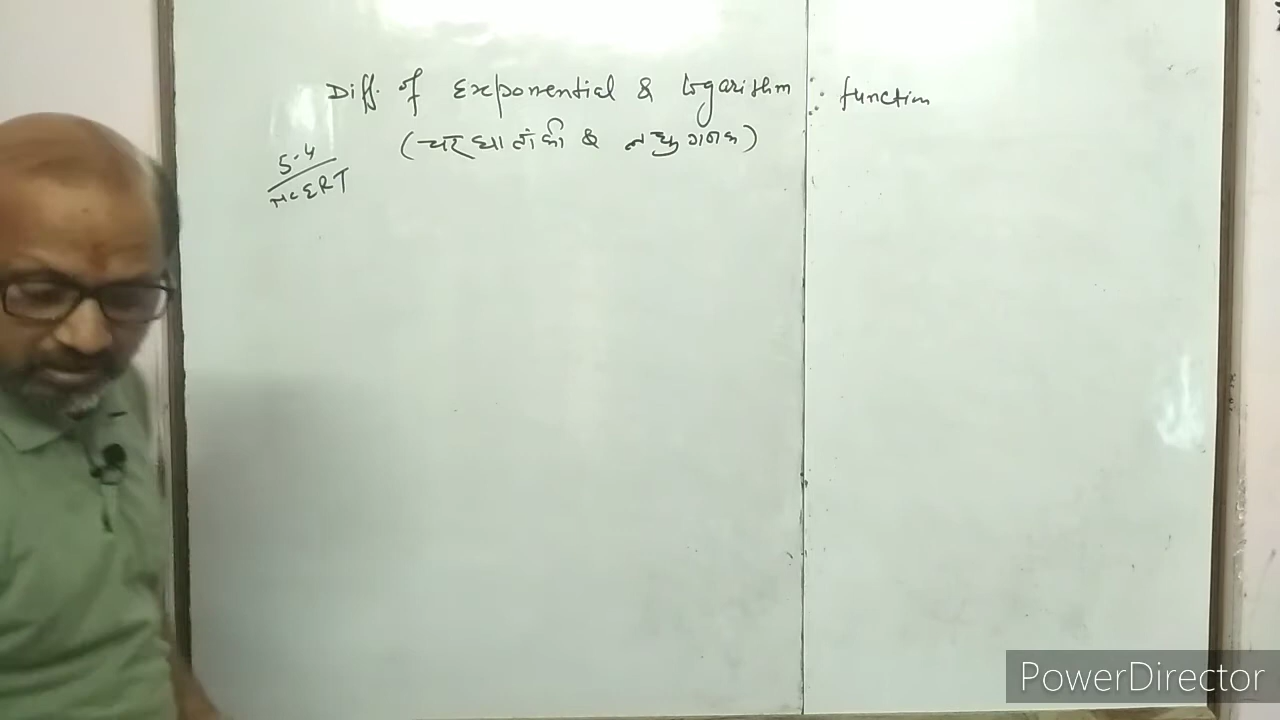 Diff. of Exponential & logarithm function
(चरघातांकी & लघुगणक)
5.4
NCERT
PowerDirector